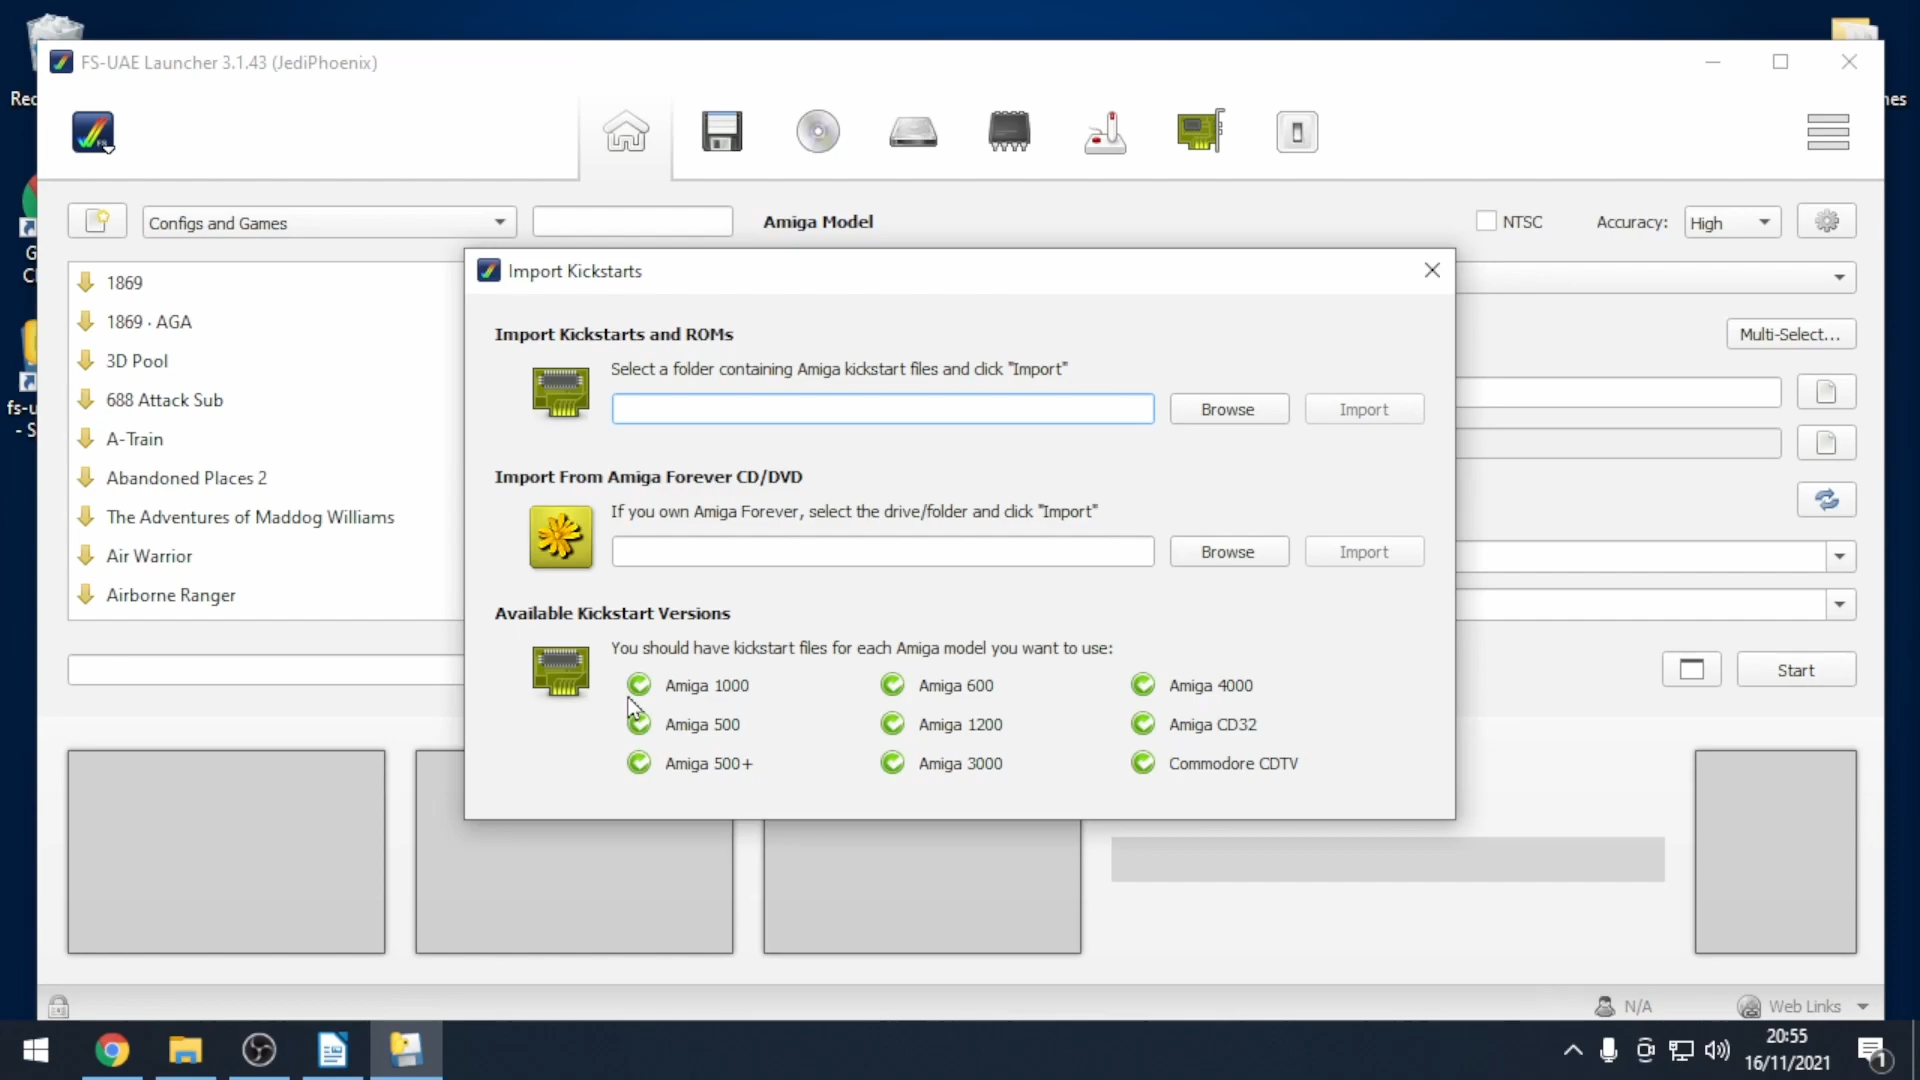 FS-UAE Launcher 3.1.43 (JediPhoenix)
Configs and Games
Amiga Model
NTSC
Accuracy:
High
Import Kickstarts
1869
1869 · AGA
3D Pool
688 Attack Sub
A-Train
Abandoned Places 2
The Adventures of Maddog Williams
Air Warrior
Airborne Ranger
Import Kickstarts and ROMs
Select a folder containing Amiga kickstart files and click "Import"
Browse
Import
Import From Amiga Forever CD/DVD
If you own Amiga Forever, select the drive/folder and click "Import"
Browse
Import
Available Kickstart Versions
You should have kickstart files for each Amiga model you want to use:
Amiga 1000
Amiga 600
Amiga 4000
Amiga 500
Amiga 1200
Amiga CD32
Amiga 500+
Amiga 3000
Commodore CDTV
Multi-Select...
Start
N/A
Web Links
20:55
16/11/2021
1